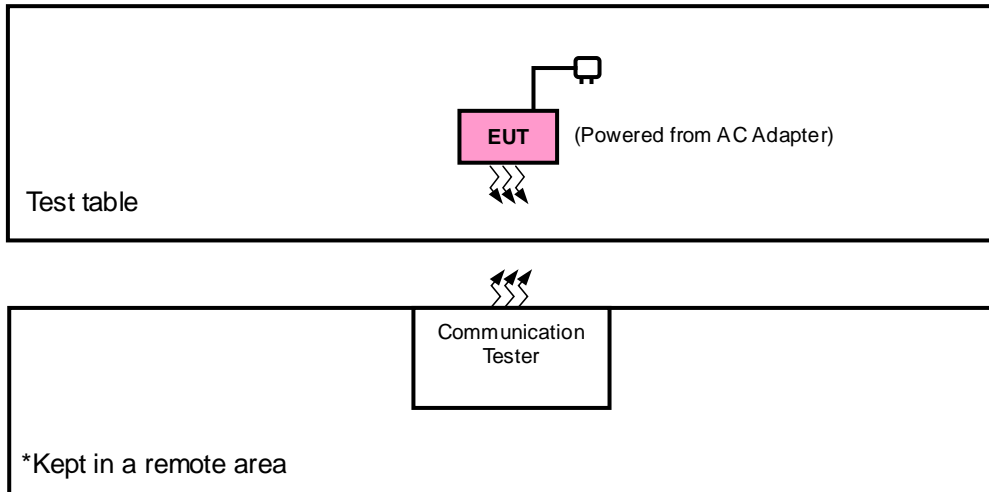 EUT
(Powered from AC Adapter)
Test table
Communication
Tester
*Kept in a remote area